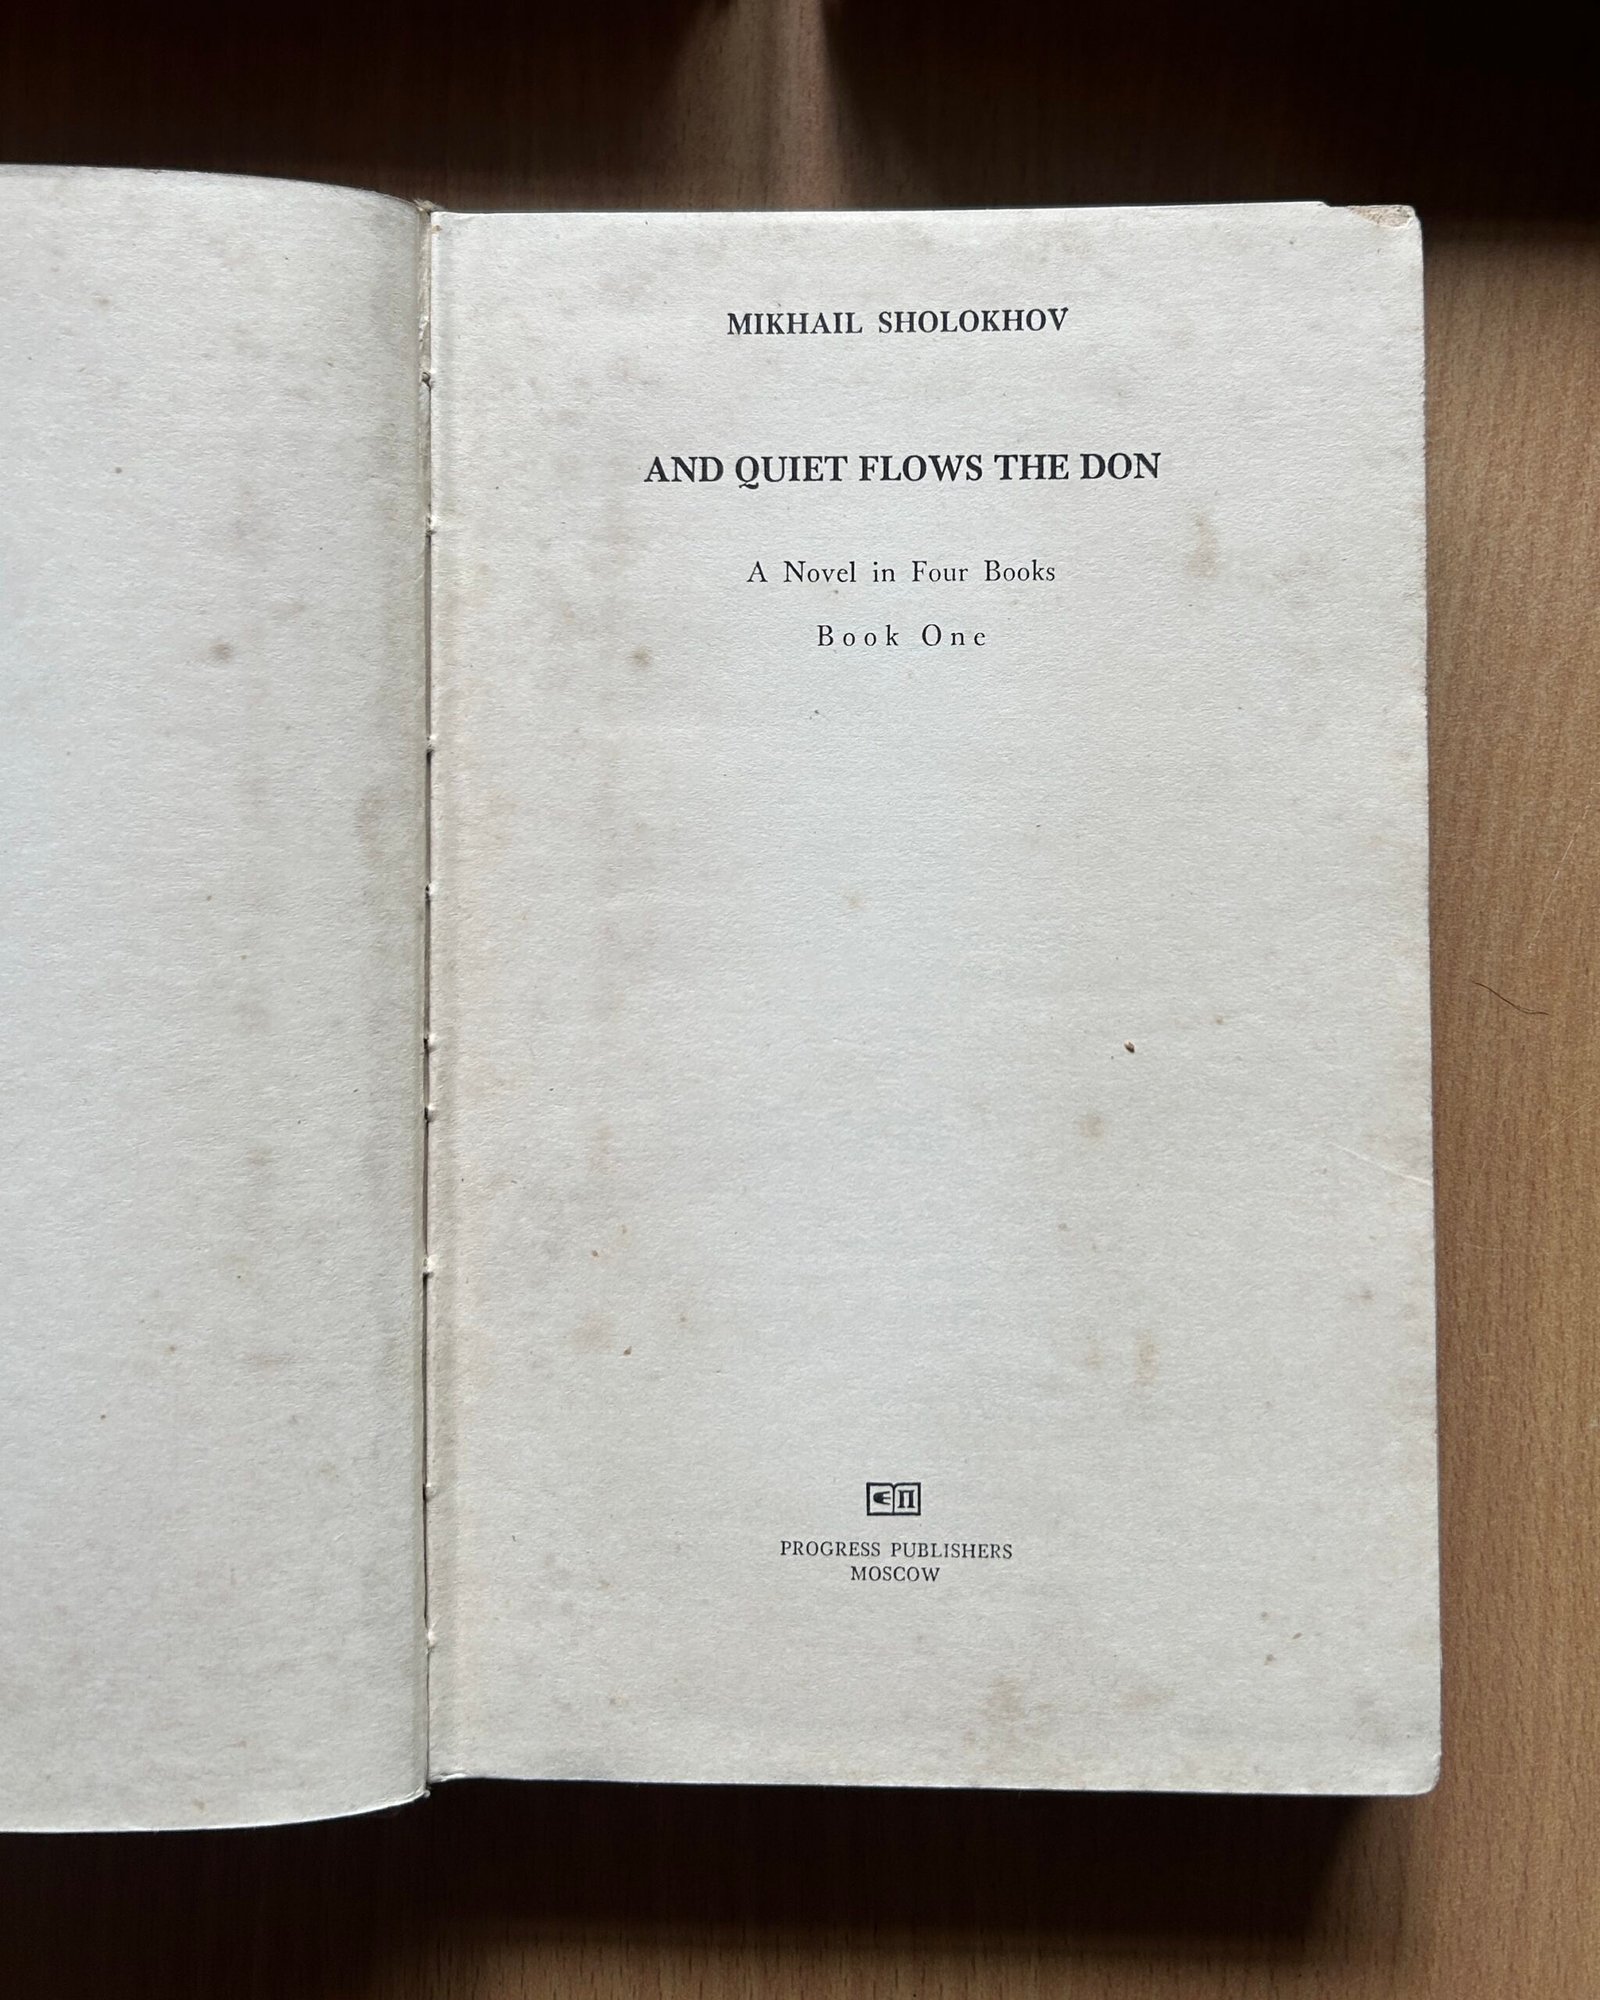 MIKHAIL SHOLOKHOV
AND QUIET FLOWS THE DON
A Novel in Four Books
Book One
П
PROGRESS PUBLISHERS
MOSCOW